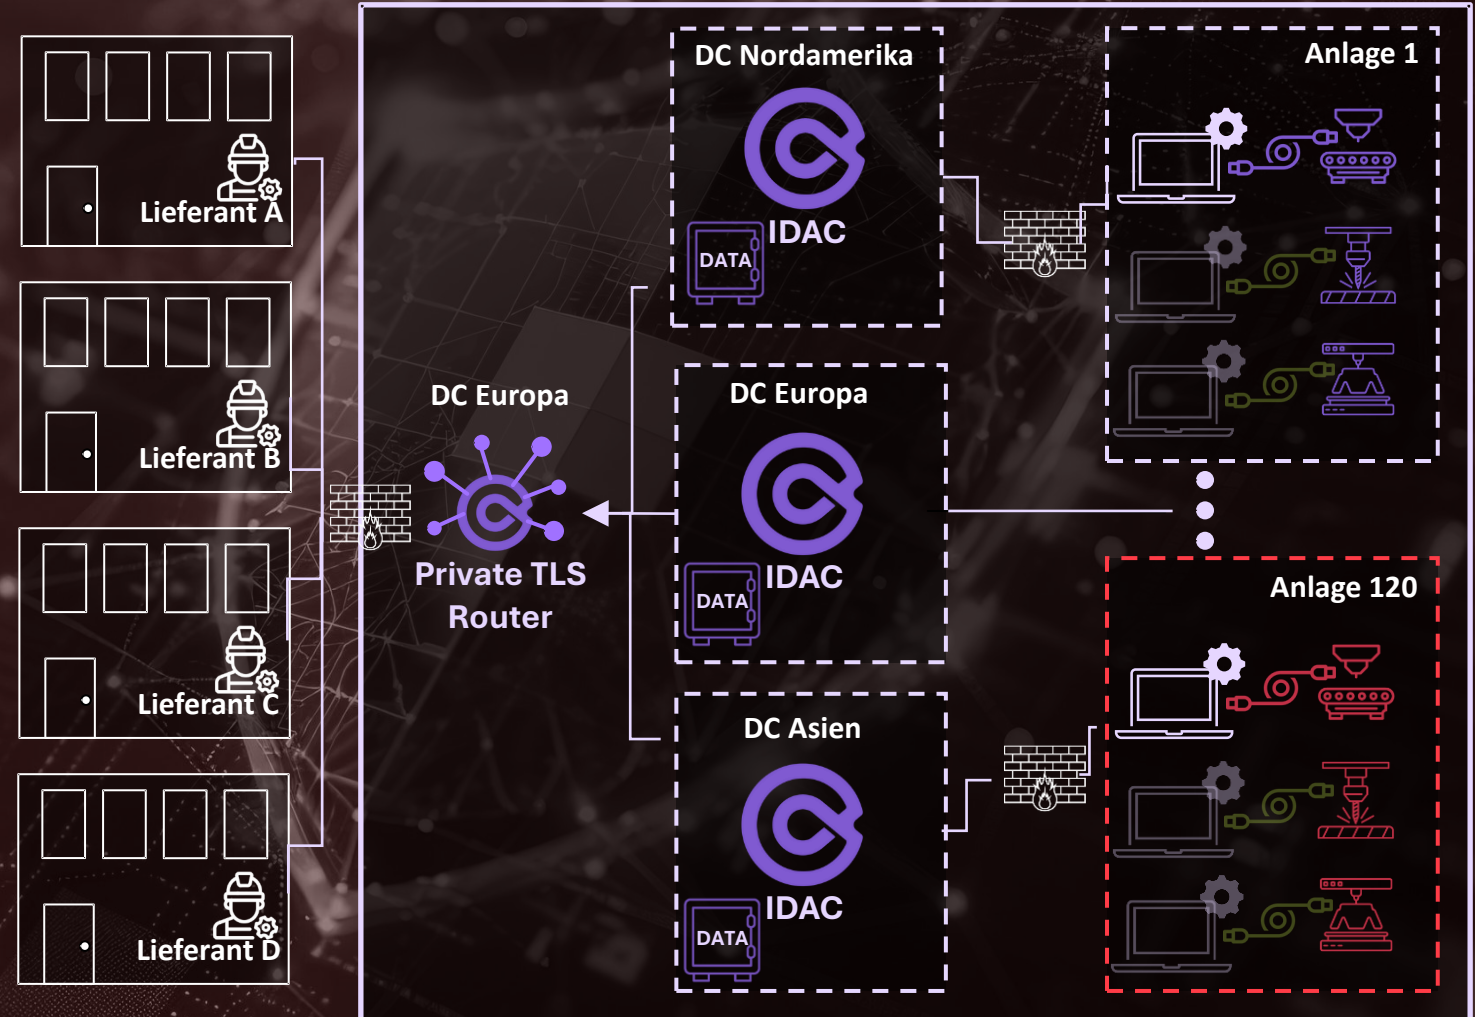 Lieferant A
Lieferant B
Lieferant C
Lieferant D
DC Europa
Private TLS
Router
DC Nordamerika
IDAC
DATA
DC Europa
IDAC
DATA
DC Asien
IDAC
DATA
Anlage 1
Anlage 120